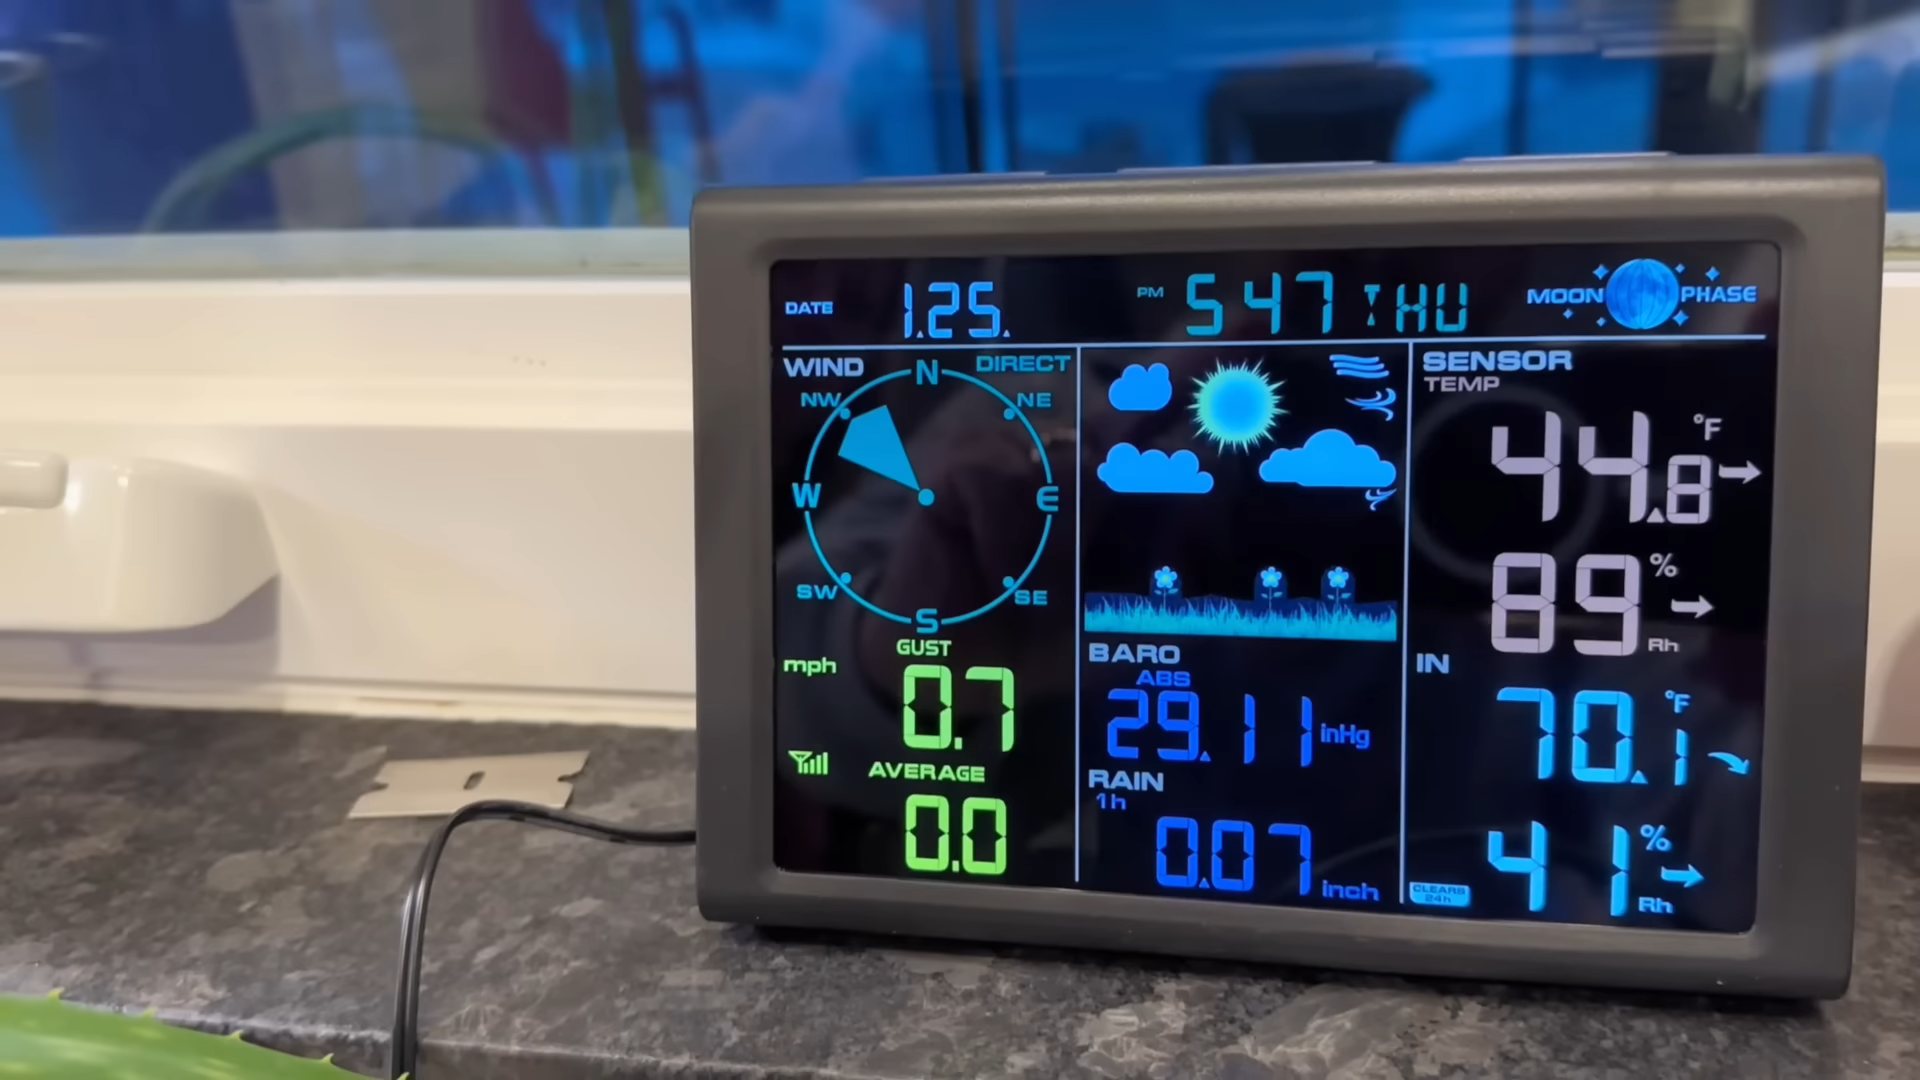 DATE 1.25. PM 5 47 THU MOON PHASE
WIND DIRECT
N
NW NE
W E
SW SE
S
GUST
mph
0.7
AVERAGE
0.0
BARO
ABS
29.11 inHg
RAIN
1h
0.07 inch
SENSOR
TEMP
44.8 °F
89 %
Rh
IN
70.1 °F
41 %
Rh
CLEARS
24h